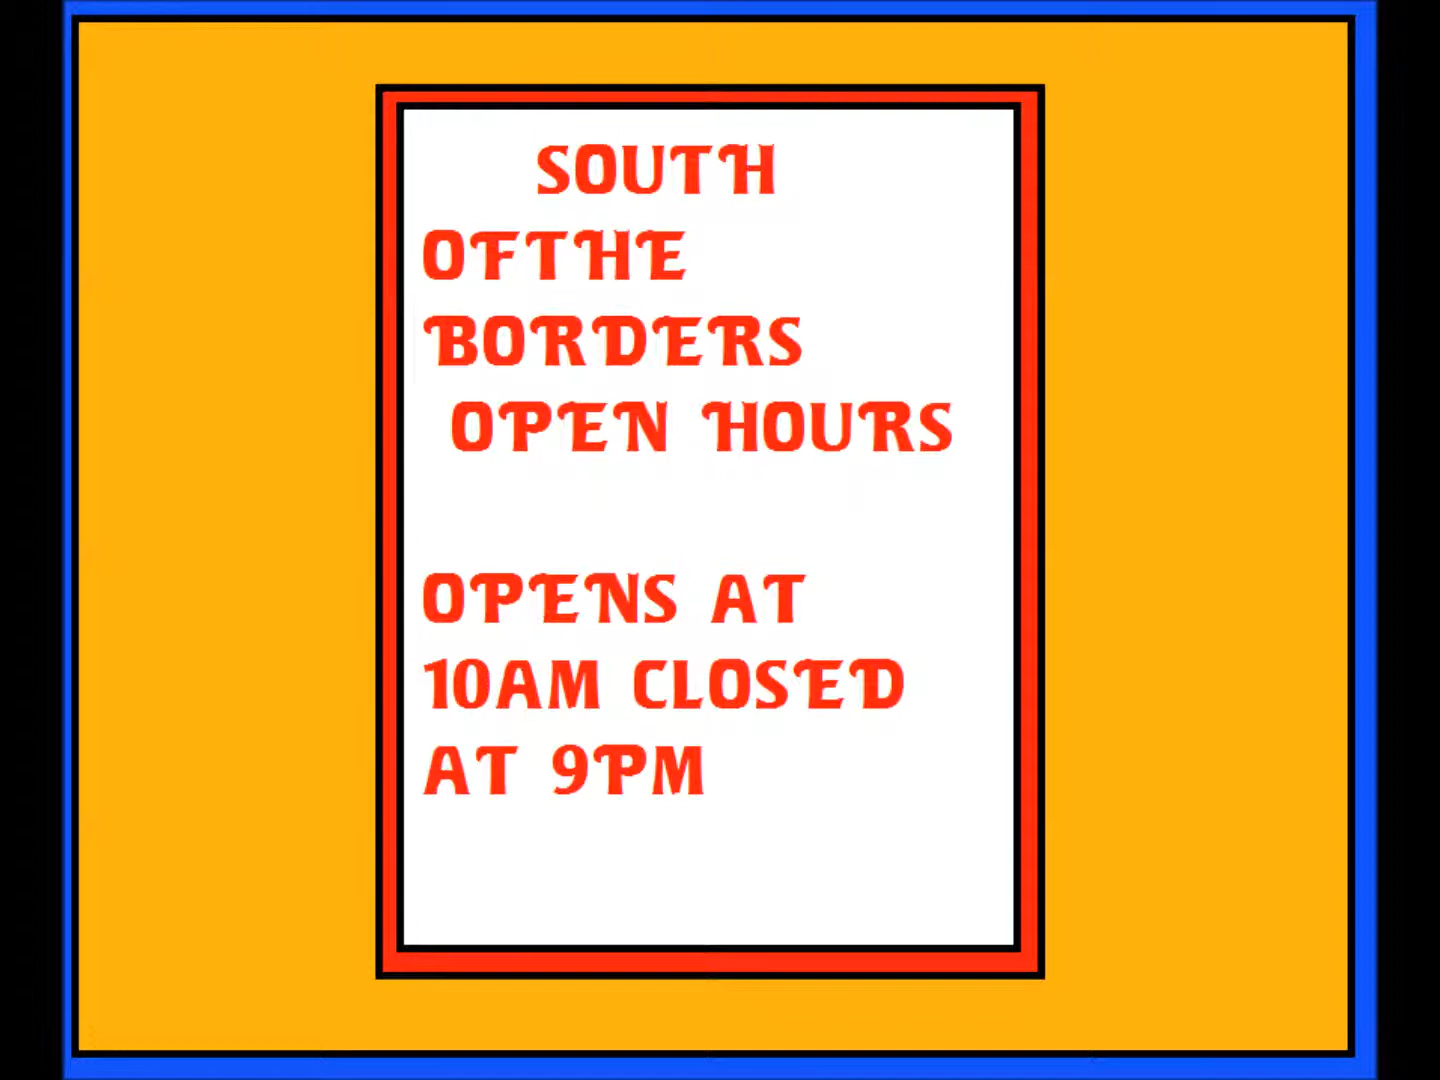 SOUTH
OFTHE
BORDERS
OPEN HOURS
OPENS AT
10AM CLOSED
AT 9PM